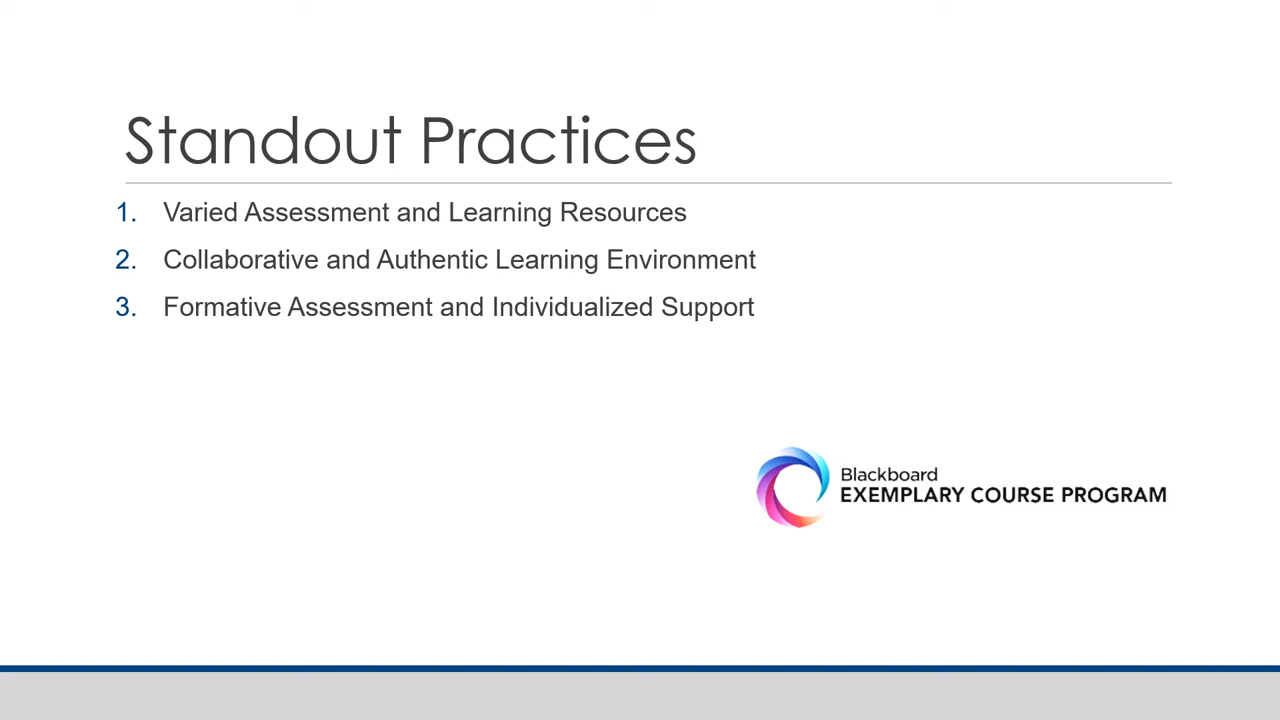 Standout Practices
1. Varied Assessment and Learning Resources
2. Collaborative and Authentic Learning Environment
3. Formative Assessment and Individualized Support
Blackboard
EXEMPLARY COURSE PROGRAM